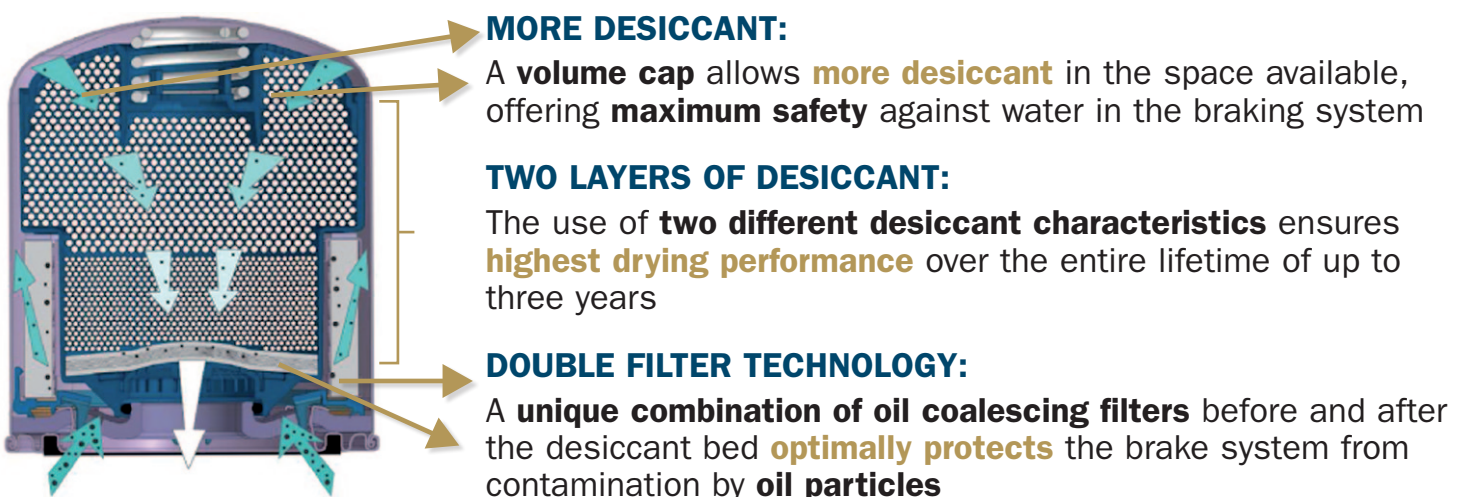 MORE DESICCANT:
A volume cap allows more desiccant in the space available,
offering maximum safety against water in the braking system
TWO LAYERS OF DESICCANT:
The use of two different desiccant characteristics ensures
highest drying performance over the entire lifetime of up to
three years
DOUBLE FILTER TECHNOLOGY:
A unique combination of oil coalescing filters before and after
the desiccant bed optimally protects the brake system from
contamination by oil particles